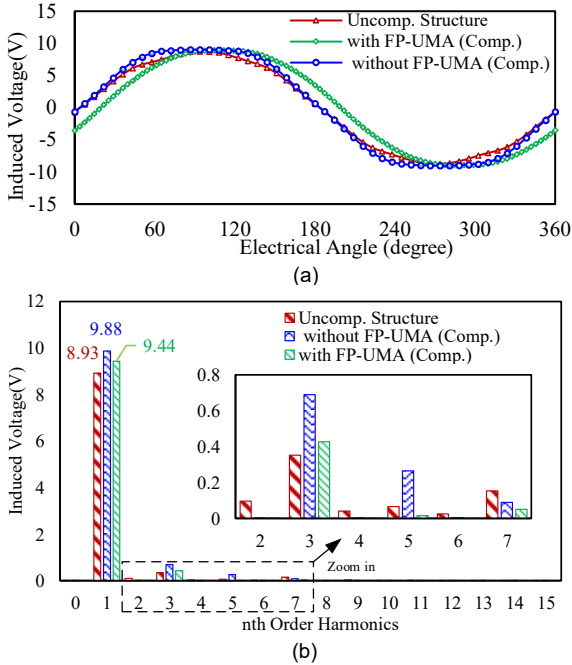 15
10
5
0
-5
-10
-15
Induced Voltage(V)
Uncomp. Structure
with FP-UMA (Comp.)
without FP-UMA (Comp.)
0 60 120 180 240 300 360
Electrical Angle (degree)
(a)
12
10
8
6
4
2
0
Induced Voltage(V)
9.88
8.93
9.44
Uncomp. Structure
without FP-UMA (Comp.)
with FP-UMA (Comp.)
0.8
0.6
0.4
0.2
0
2 3 4 5 6 7
Zoom in
0 1 2 3 4 5 6 7 8 9 10 11 12 13 14 15
nth Order Harmonics
(b)